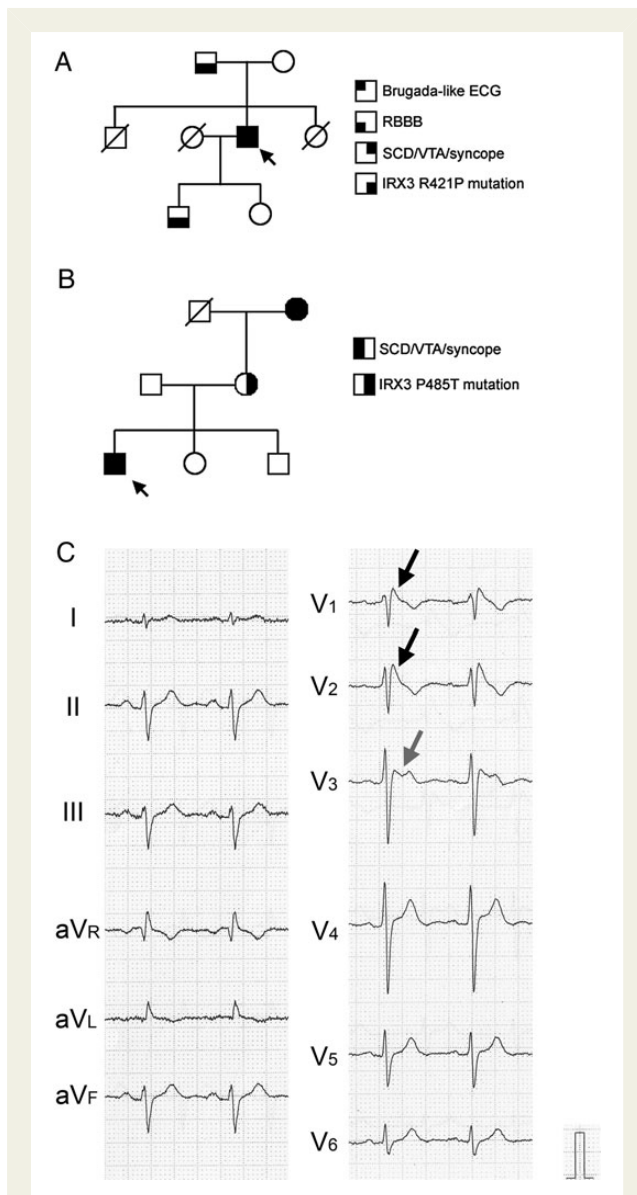 A
Brugada-like ECG
RBBB
SCD/VTA/syncope
IRX3 R421P mutation
B
SCD/VTA/syncope
IRX3 P485T mutation
C
I
II
III
aVR
aVL
aVF
V1
V2
V3
V4
V5
V6